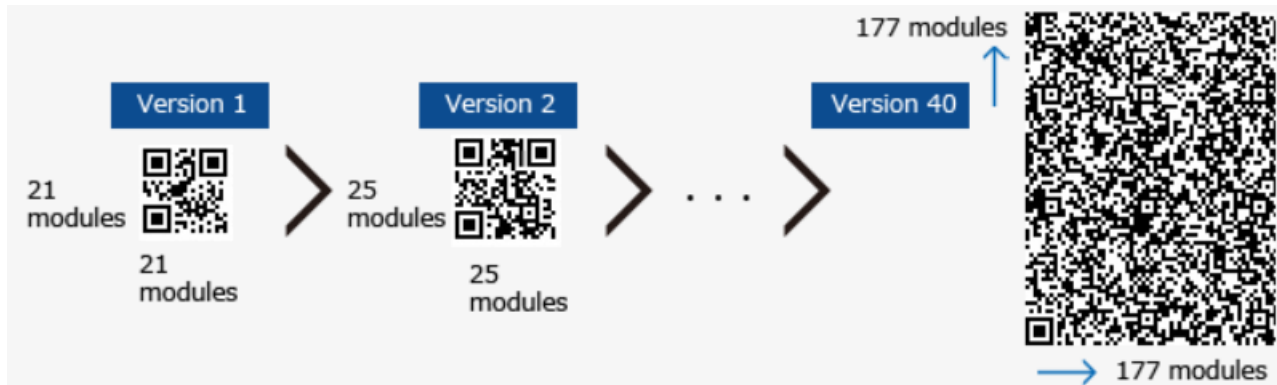 177 modules
Version 1
Version 2
Version 40
21
modules
25
modules
. . .
21
modules
25
modules
177 modules